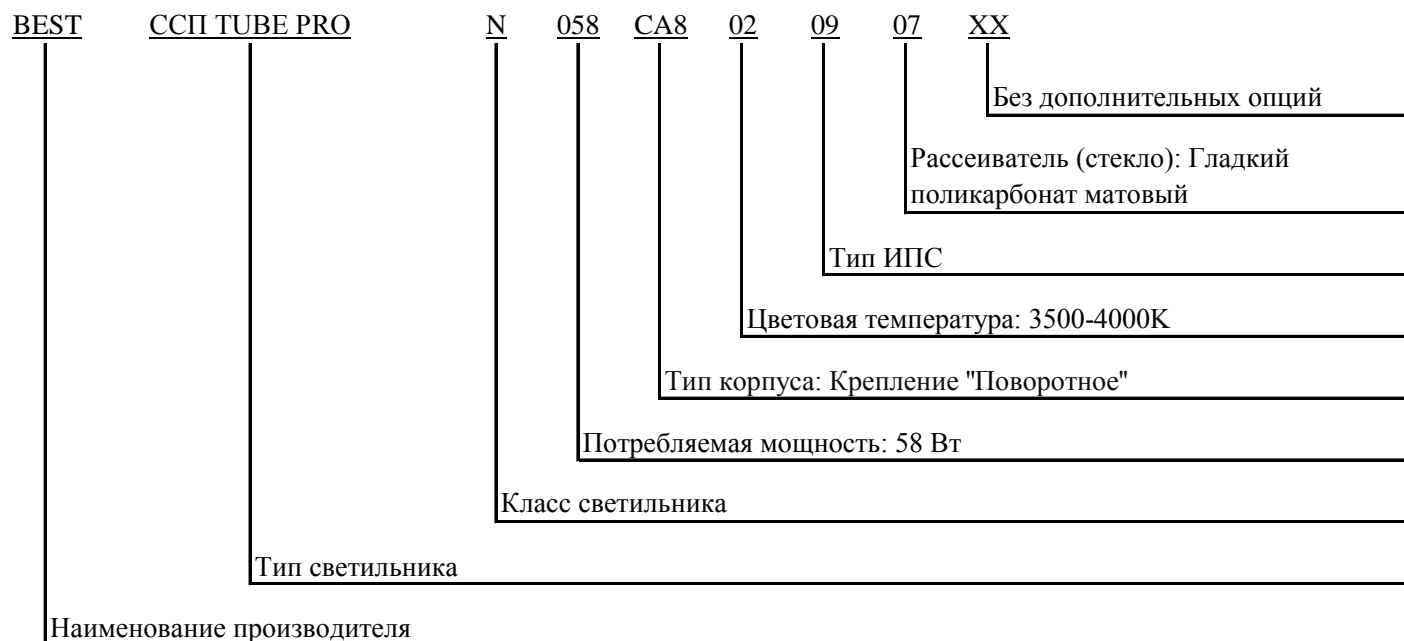 BEST ССП TUBE PRO N 058 CA8 02 09 07 XX
Без дополнительных опций
Рассеиватель (стекло): Гладкий
поликарбонат матовый
Тип ИПС
Цветовая температура: 3500-4000K
Тип корпуса: Крепление "Поворотное"
Потребляемая мощность: 58 Вт
Класс светильника
Тип светильника
Наименование производителя